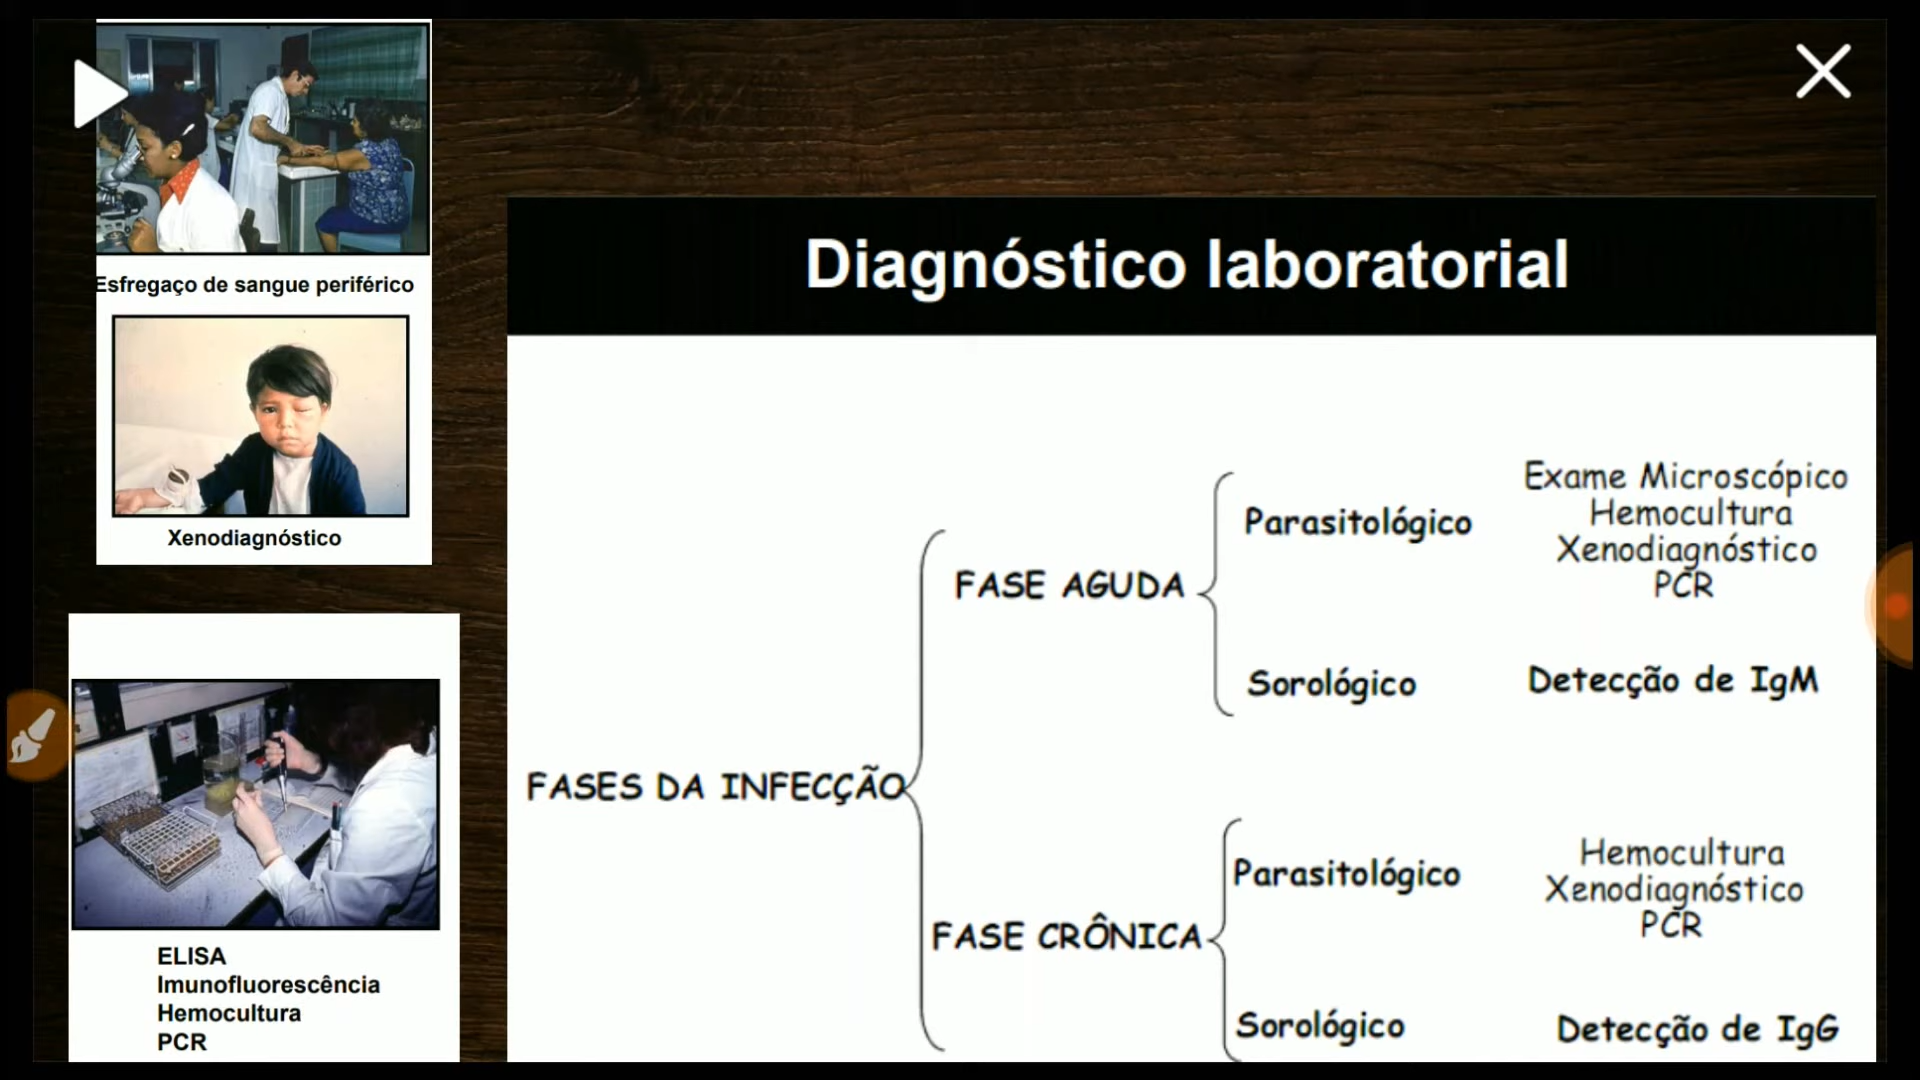 Esfregaço de sangue periférico
Xenodiagnóstico
ELISA
Imunofluorescência
Hemocultura
PCR
Diagnóstico laboratorial
FASES DA INFECÇÃO
FASE AGUDA
Parasitológico
Exame Microscópico
Hemocultura
Xenodiagnóstico
PCR
Sorológico
Detecção de IgM
FASE CRÔNICA
Parasitológico
Hemocultura
Xenodiagnóstico
PCR
Sorológico
Detecção de IgG